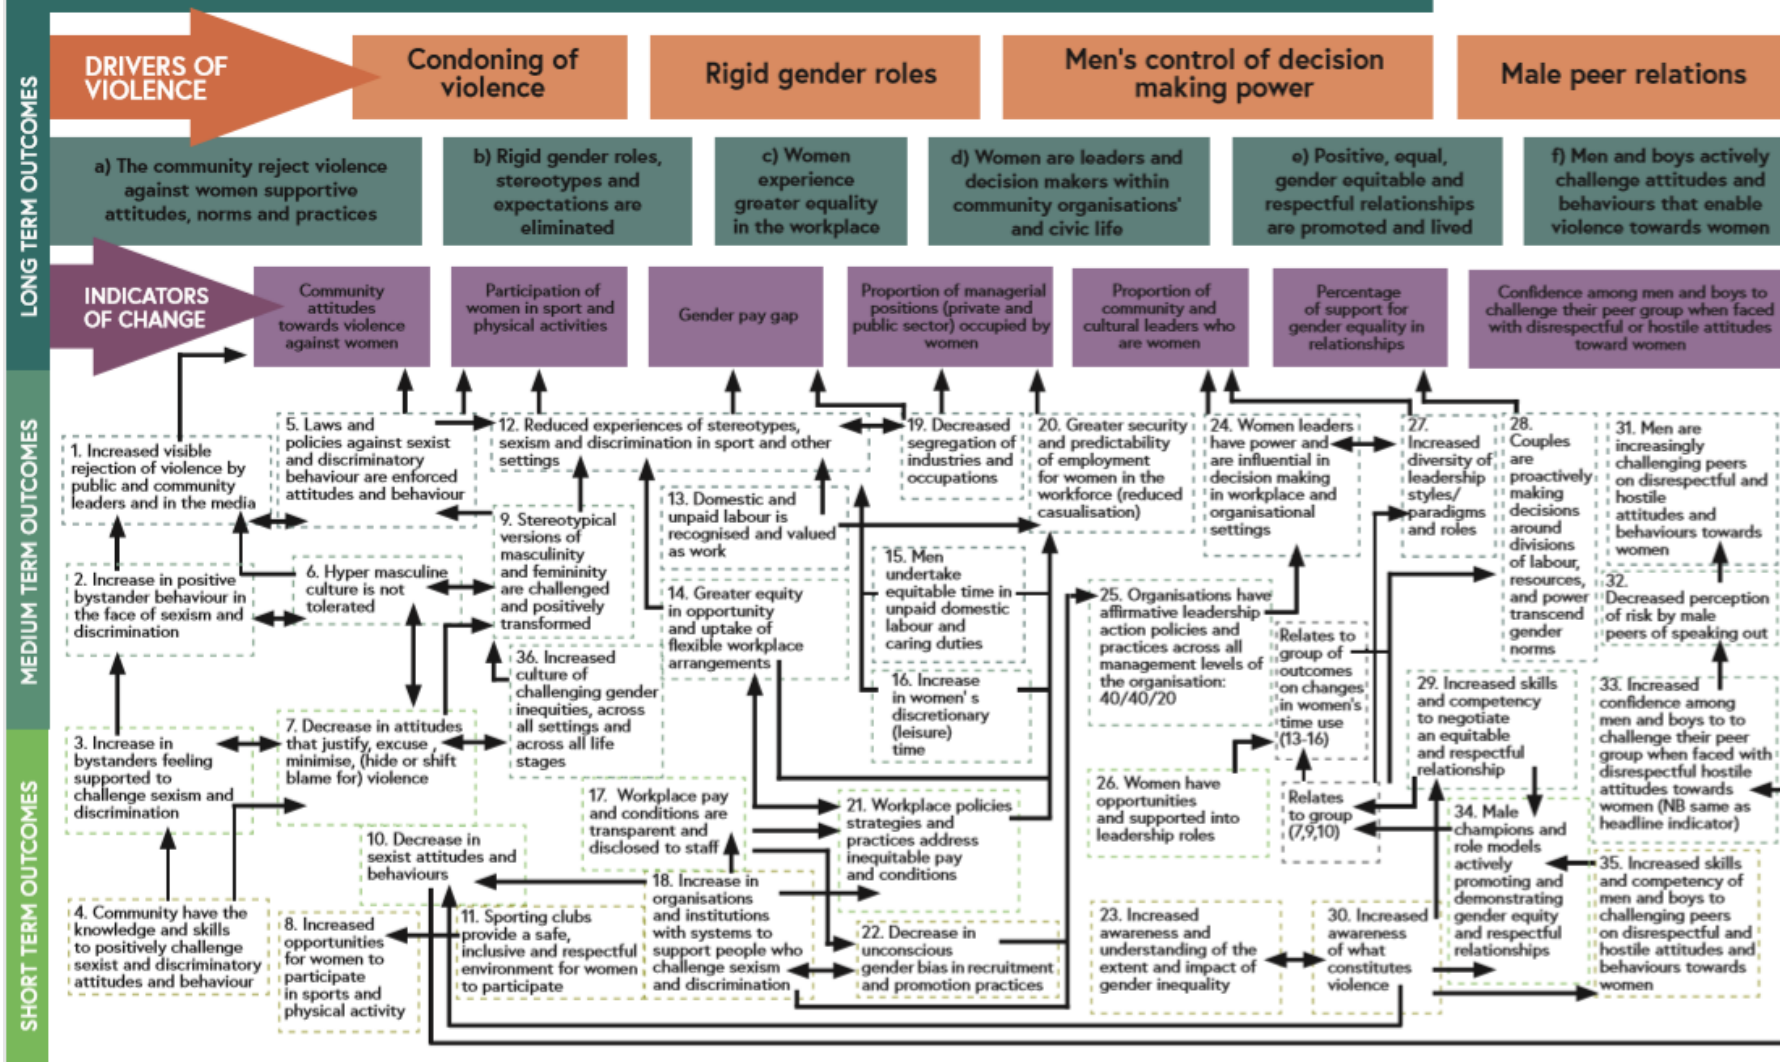 LONG TERM OUTCOMES
DRIVERS OF
VIOLENCE
Condoning of
violence
Rigid gender roles
Men's control of decision
making power
Male peer relations
a) The community reject violence
against women supportive
attitudes, norms and practices
b) Rigid gender roles,
stereotypes and
expectations are
eliminated
c) Women
experience
greater equality
in the workplace
d) Women are leaders and
decision makers within
community organisations'
and civic life
e) Positive, equal,
gender equitable and
respectful relationships
are promoted and lived
f) Men and boys actively
challenge attitudes and
behaviours that enable
violence towards women
INDICATORS
OF CHANGE
Community
attitudes
towards violence
against women
Participation of
women in sport and
physical activities
Gender pay gap
Proportion of managerial
positions (private and
public sector) occupied by
women
Proportion of
community and
cultural leaders who
are women
Percentage
of support for
gender equality in
relationships
Confidence among men and boys to
challenge their peer group when faced
with disrespectful or hostile attitudes
toward women
MEDIUM TERM OUTCOMES
1. Increased visible
rejection of violence by
public and community
leaders and in the media
2. Increase in positive
bystander behaviour in
the face of sexism and
discrimination
5. Laws and
policies against sexist
and discriminatory
behaviour are enforced
attitudes and behaviour
6. Hyper masculine
culture is not
tolerated
12. Reduced experiences of stereotypes,
sexism and discrimination in sport and other
settings
9. Stereotypical
versions of
masculinity
and femininity
are challenged
and positively
transformed
36. Increased
culture of
challenging gender
inequities, across
all settings and
across all life
stages
13. Domestic and
unpaid labour is
recognised and valued
as work
14. Greater equity
in opportunity
and uptake of
flexible workplace
arrangements
15. Men
undertake
equitable time in
unpaid domestic
labour and
caring duties
16. Increase
in women' s
discretionary
(leisure)
time
19. Decreased
segregation of
industries and
occupations
20. Greater security
and predictability
of employment
for women in the
workforce (reduced
casualisation)
24. Women leaders
have power and
are influential in
decision making
in workplace and
organisational
settings
25. Organisations have
affirmative leadership
action policies and
practices across all
management levels of
the organisation:
40/40/20
Relates to
group of
outcomes
on changes
in women's
time use
(13-16)
27.
Increased
diversity of
leadership
styles/
paradigms
and roles
28.
Couples
are
proactively
making
decisions
around
divisions
of labour,
resources,
and power
transcend
gender
norms
29. Increased skills
and competency
to negotiate
an equitable
and respectful
relationship
31. Men are
increasingly
challenging peers
on disrespectful and
hostile
attitudes and
behaviours towards
women
32.
Decreased perception
of risk by male
peers of speaking out
33. Increased
confidence among
men and boys to to
challenge their peer
group when faced with
disrespectful hostile
attitudes towards
women (NB same as
headline indicator)
SHORT TERM OUTCOMES
3. Increase in
bystanders feeling
supported to
challenge sexism and
discrimination
4. Community have the
knowledge and skills
to positively challenge
sexist and discriminatory
attitudes and behaviour
7. Decrease in attitudes
that justify, excuse ,
minimise, (hide or shift
blame for) violence
10. Decrease in
sexist attitudes and
behaviours
8. Increased
opportunities
for women to
participate
in sports and
physical activity
11. Sporting clubs
provide a safe,
inclusive and respectful
environment for women
to participate
17. Workplace pay
and conditions are
transparent and
disclosed to staff
18. Increase in
organisations
and institutions
with systems to
support people who
challenge sexism
and discrimination
21. Workplace policies
strategies and
practices address
inequitable pay
and conditions
22. Decrease in
unconscious
gender bias in recruitment
and promotion practices
26. Women have
opportunities
and supported into
leadership roles
Relates
to group
(7,9,10)
23. Increased
awareness and
understanding of the
extent and impact of
gender inequality
30. Increased
awareness
of what
constitutes
violence
34. Male
champions and
role models
actively
promoting and
demonstrating
gender equity
and respectful
relationships
35. Increased skills
and competency of
men and boys to
challenging peers
on disrespectful and
hostile attitudes and
behaviours towards
women